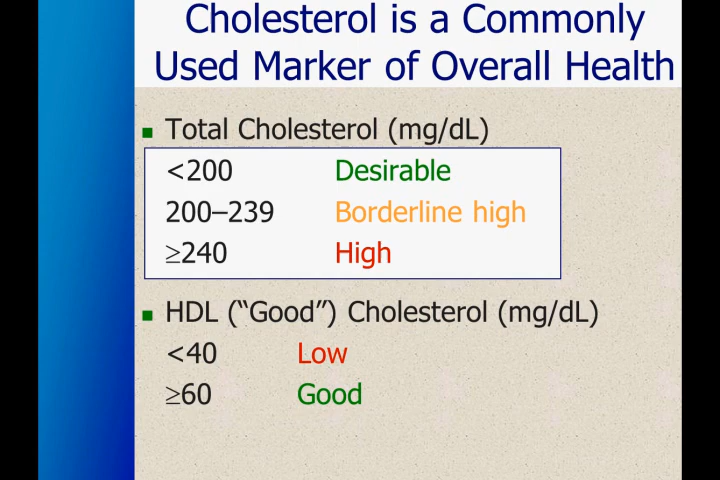 Cholesterol is a Commonly
Used Marker of Overall Health
Total Cholesterol (mg/dL)
<200 Desirable
200–239 Borderline high
≥240 High
HDL (“Good”) Cholesterol (mg/dL)
<40 Low
≥60 Good